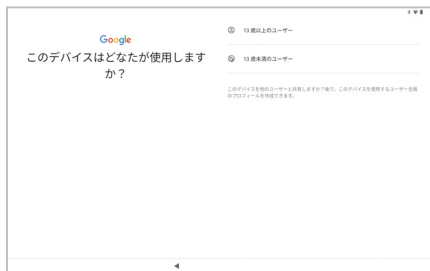 Google
このデバイスはどなたが使用します
か？
13 歳以上のユーザー
13 歳未満のユーザー
このデバイスを他のユーザーと共有しますか？後で、このデバイスを使用するユーザー全員
のプロフィールを作成できます。